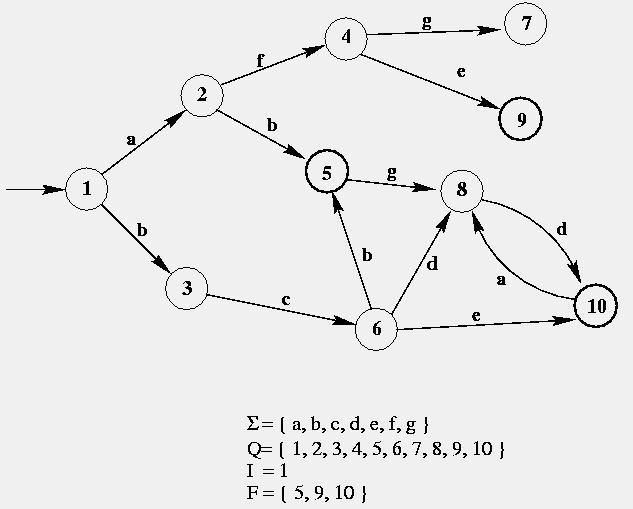 g
7
4
f
e
2
9
a
b
5
g
8
1
d
b
b
a
3
d
10
c
e
6
Σ = { a, b, c, d, e, f, g }
Q= { 1, 2, 3, 4, 5, 6, 7, 8, 9, 10 }
I = 1
F = { 5, 9, 10 }